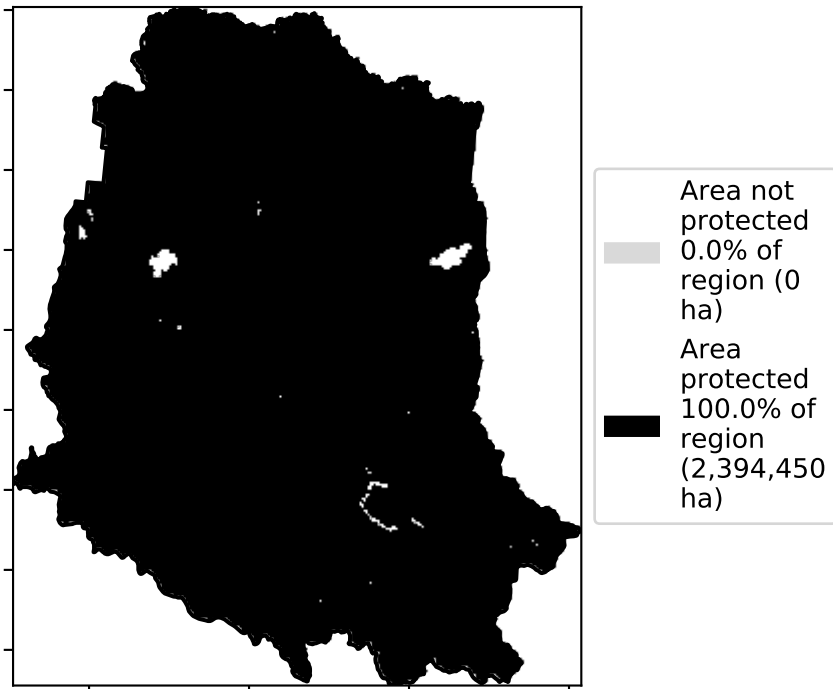 Area not
protected
0.0% of
region (0
ha)
Area
protected
100.0% of
region
(2,394,450
ha)